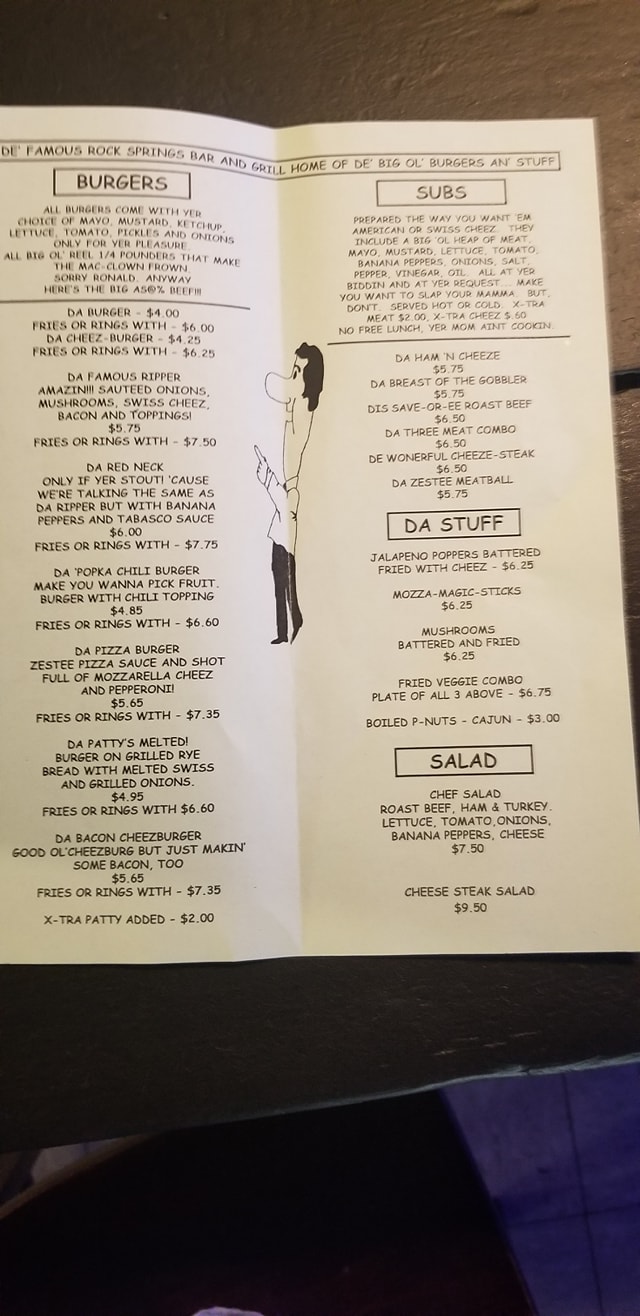 DE' FAMOUS ROCK SPRINGS BAR AND GRILL HOME OF DE' BIG OL' BURGERS AN' STUFF
BURGERS
ALL BURGERS COME WITH YER
CHOICE OF MAYO, MUSTARD, KETCHUP,
LETTUCE, TOMATO, PICKLES AND ONIONS
ONLY FOR YER PLEASURE.
ALL BIG OL' REEL 1/4 POUNDERS THAT MAKE
THE MAC-CLOWN FROWN.
SORRY RONALD. ANYWAY
HERE'S THE BIG AS@% BEEF!!!
DA BURGER - $4.00
FRIES OR RINGS WITH - $6.00
DA CHEEZ-BURGER - $4.25
FRIES OR RINGS WITH - $6.25
DA FAMOUS RIPPER
AMAZIN!!! SAUTEED ONIONS,
MUSHROOMS, SWISS CHEEZ,
BACON AND TOPPINGS!
$5.75
FRIES OR RINGS WITH - $7.50
DA RED NECK
ONLY IF YER STOUT! 'CAUSE
WE'RE TALKING THE SAME AS
DA RIPPER BUT WITH BANANA
PEPPERS AND TABASCO SAUCE
$6.00
FRIES OR RINGS WITH - $7.75
DA 'POPKA CHILI BURGER
MAKE YOU WANNA PICK FRUIT.
BURGER WITH CHILI TOPPING
$4.85
FRIES OR RINGS WITH - $6.60
DA PIZZA BURGER
ZESTEE PIZZA SAUCE AND SHOT
FULL OF MOZZARELLA CHEEZ
AND PEPPERONI!
$5.65
FRIES OR RINGS WITH - $7.35
DA PATTY'S MELTED!
BURGER ON GRILLED RYE
BREAD WITH MELTED SWISS
AND GRILLED ONIONS.
$4.95
FRIES OR RINGS WITH $6.60
DA BACON CHEEZBURGER
GOOD OL'CHEEZBURG BUT JUST MAKIN'
SOME BACON, TOO
$5.65
FRIES OR RINGS WITH - $7.35
X-TRA PATTY ADDED - $2.00
SUBS
PREPARED THE WAY YOU WANT 'EM
AMERICAN OR SWISS CHEEZ. THEY
INCLUDE A BIG 'OL HEAP OF MEAT.
MAYO, MUSTARD, LETTUCE, TOMATO,
BANANA PEPPERS, ONIONS, SALT,
PEPPER, VINEGAR, OIL. ALL AT YER
BIDDIN AND AT YER REQUEST... MAKE
YOU WANT TO SLAP YOUR MAMMA. BUT,
DON'T. SERVED HOT OR COLD. X-TRA
MEAT $2.00, X-TRA CHEEZ $.60
NO FREE LUNCH, YER MOM AINT COOKIN.
DA HAM 'N CHEEZE
$5.75
DA BREAST OF THE GOBBLER
$5.75
DIS SAVE-OR-EE ROAST BEEF
$6.50
DA THREE MEAT COMBO
$6.50
DE WONERFUL CHEEZE-STEAK
$6.50
DA ZESTEE MEATBALL
$5.75
DA STUFF
JALAPENO POPPERS BATTERED
FRIED WITH CHEEZ - $6.25
MOZZA-MAGIC-STICKS
$6.25
MUSHROOMS
BATTERED AND FRIED
$6.25
FRIED VEGGIE COMBO
PLATE OF ALL 3 ABOVE - $6.75
BOILED P-NUTS - CAJUN - $3.00
SALAD
CHEF SALAD
ROAST BEEF, HAM & TURKEY.
LETTUCE, TOMATO,ONIONS,
BANANA PEPPERS, CHEESE
$7.50
CHEESE STEAK SALAD
$9.50